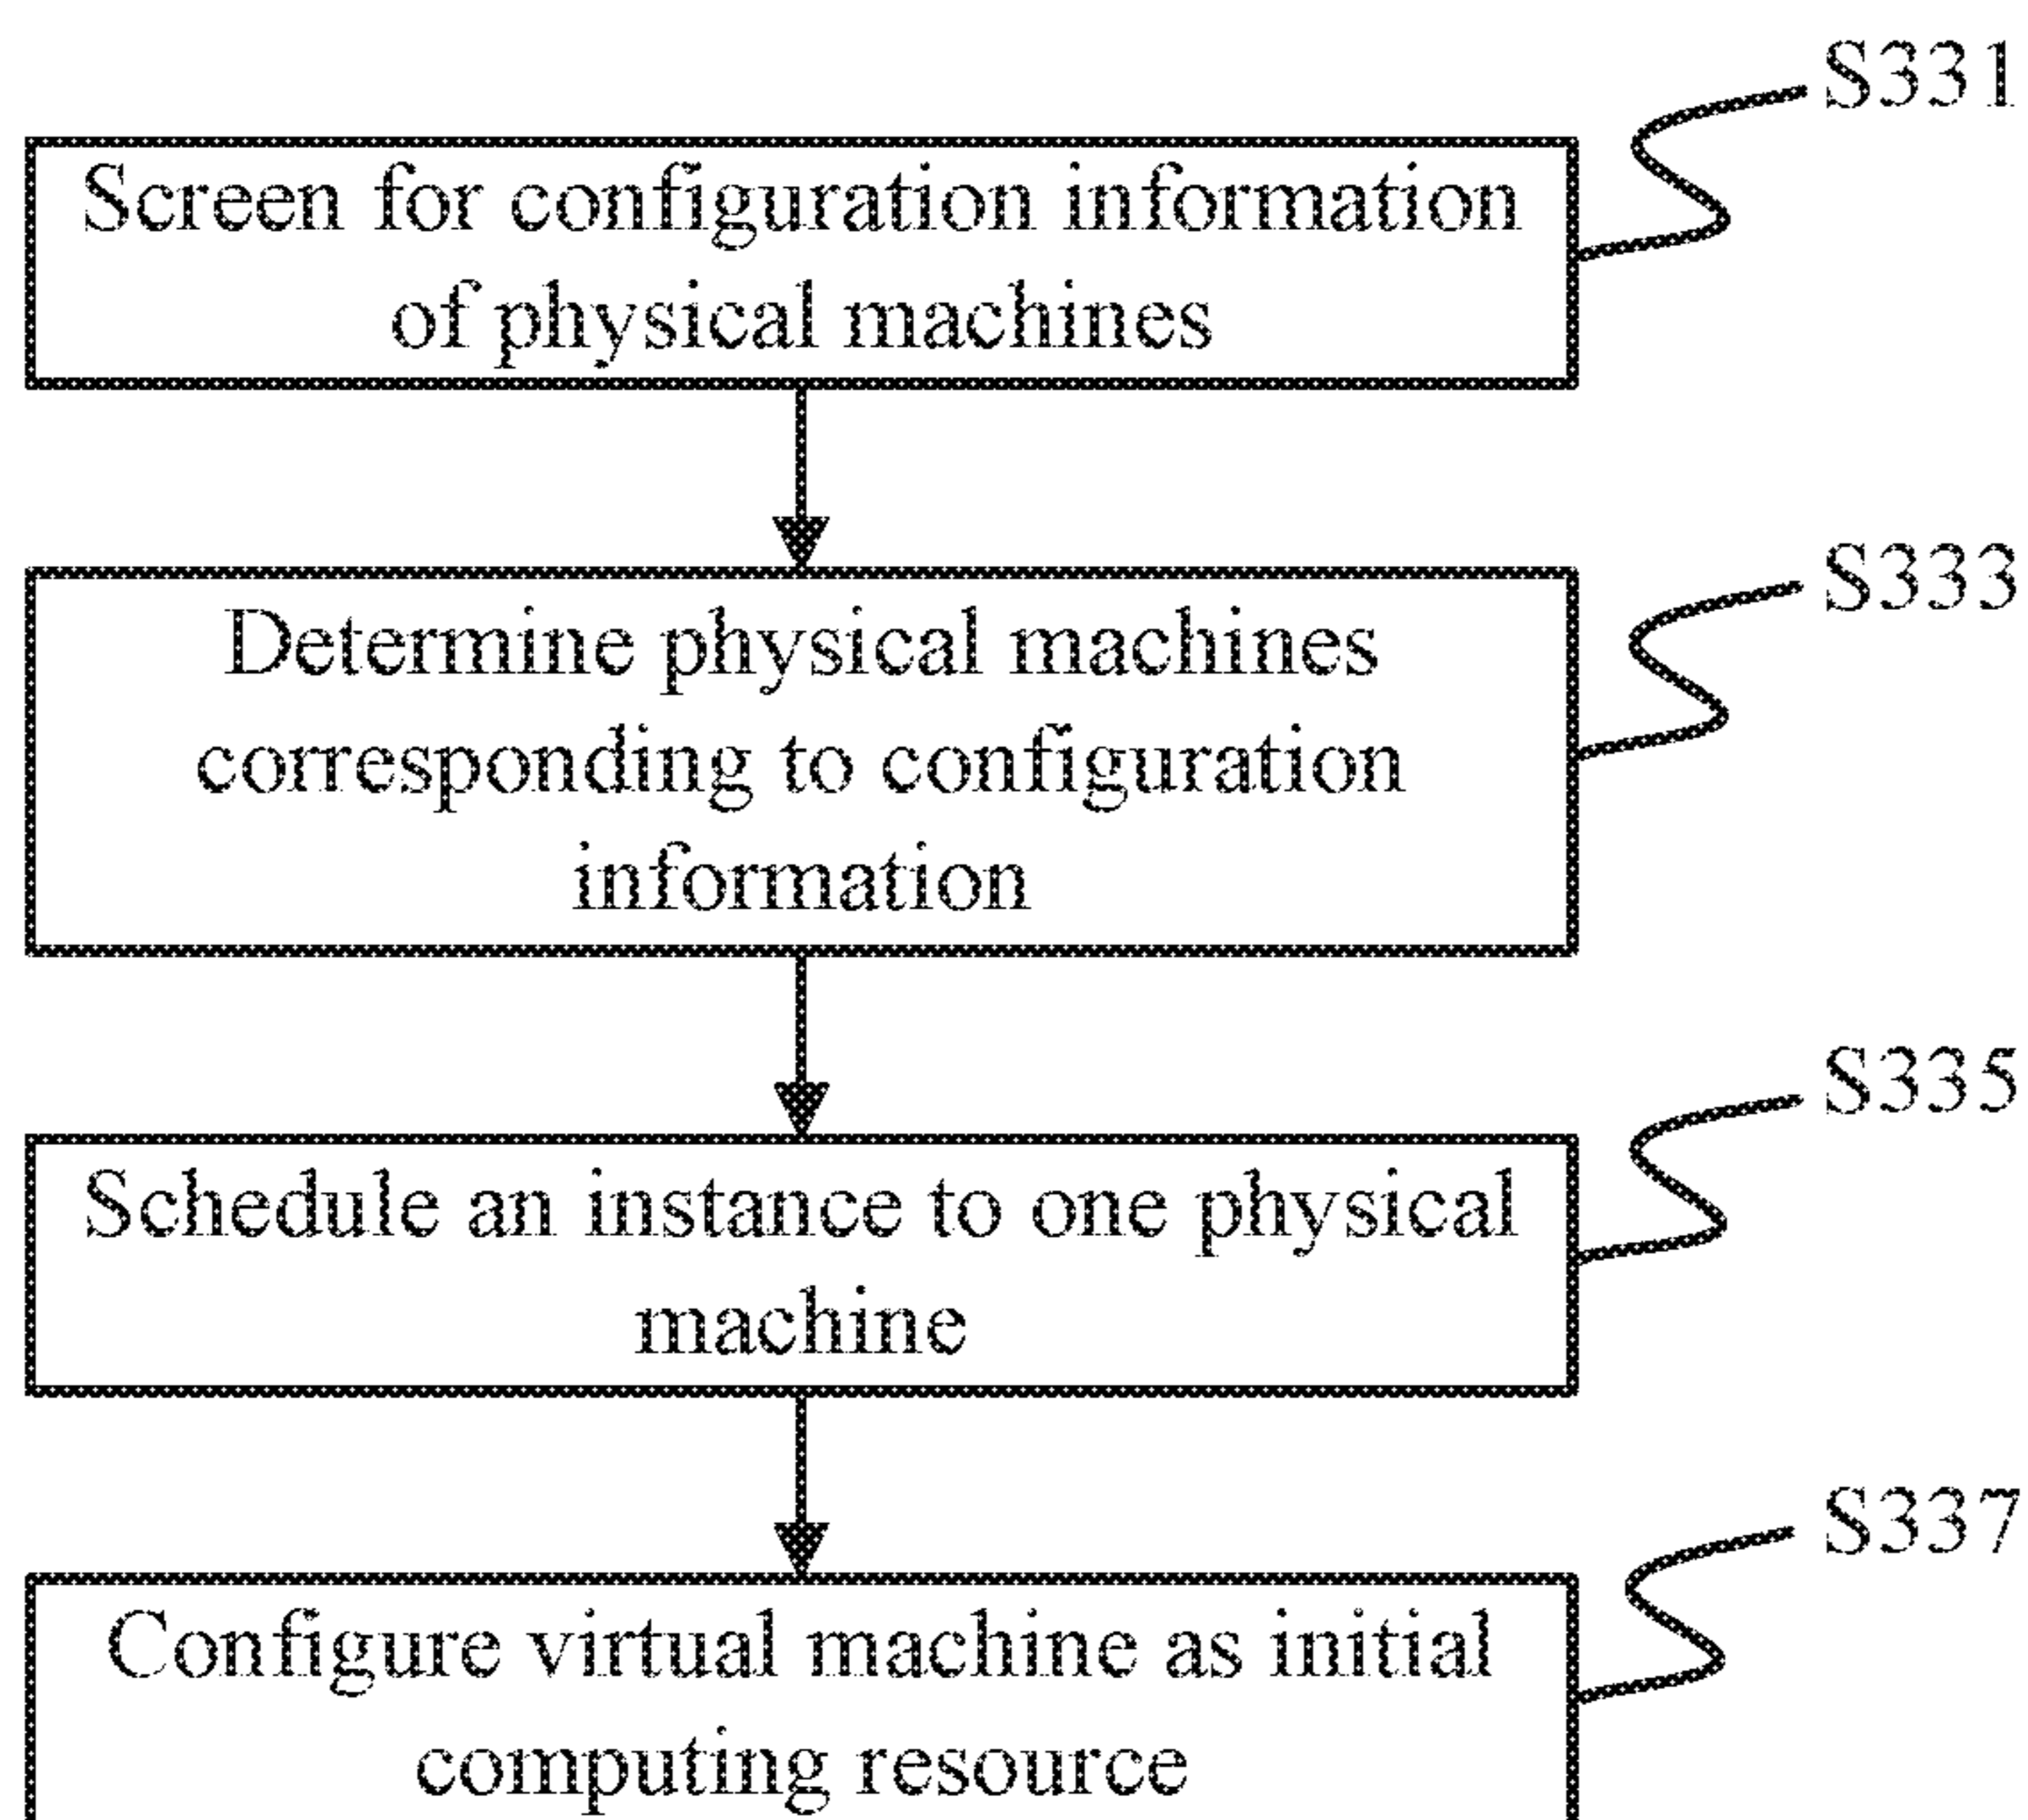 S331
Screen for configuration information
of physical machines
S333
Determine physical machines
corresponding to configuration
information
S335
Schedule an instance to one physical
machine
S337
Configure virtual machine as initial
computing resource